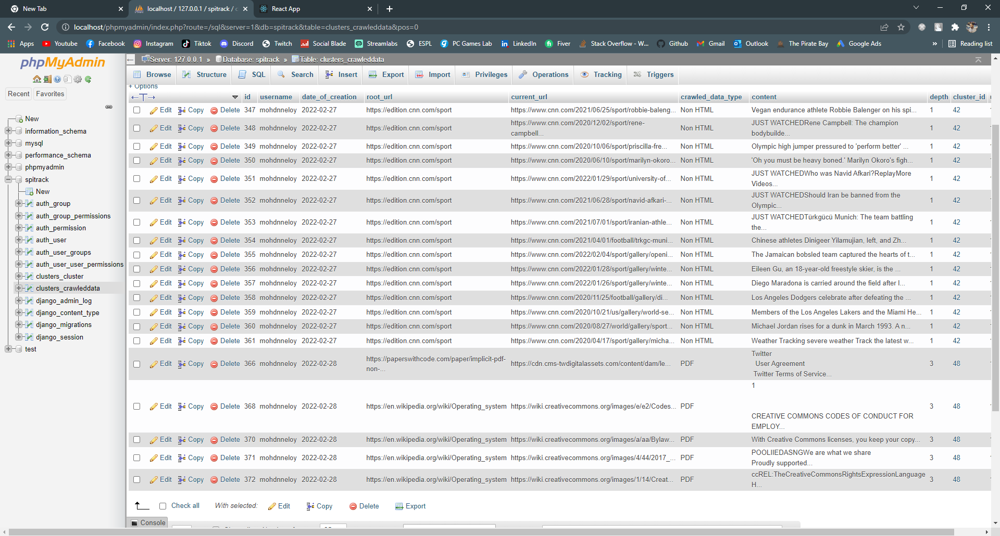 New Tab
localhost / 127.0.0.1 / spitrack / c
React App
localhost/phpmyadmin/index.php?route=/sql&server=1&db=spitrack&table=clusters_crawleddata&pos=0
Apps Youtube Facebook Instagram Tiktok Discord Twitch Social Blade Streamlabs ESPL PC Games Lab LinkedIn Fiver Stack Overflow - W... Github Gmail Outlook The Pirate Bay Google Ads » Reading list
phpMyAdmin
Recent Favorites
New
information_schema
mysql
performance_schema
phpmyadmin
spitrack
New
auth_group
auth_group_permissions
auth_permission
auth_user
auth_user_groups
auth_user_user_permissions
clusters_cluster
clusters_crawleddata
django_admin_log
django_content_type
django_migrations
django_session
test
Server: 127.0.0.1 » Database: spitrack » Table: clusters_crawleddata
Browse Structure SQL Search Insert Export Import Privileges Operations Tracking Triggers
+ Options
id username date_of_creation root_url current_url crawled_data_type content depth cluster_id
Edit Copy Delete 347 mohdnneloy 2022-02-27 https://edition.cnn.com/sport https://www.cnn.com/2021/06/25/sport/robbie-baleng... Non HTML Vegan endurance athlete Robbie Balenger on his spi... 1 42
Edit Copy Delete 348 mohdnneloy 2022-02-27 https://edition.cnn.com/sport https://www.cnn.com/2020/12/02/sport/rene-campbell... Non HTML JUST WATCHEDRene Campbell: The champion bodybuilde... 1 42
Edit Copy Delete 349 mohdnneloy 2022-02-27 https://edition.cnn.com/sport https://www.cnn.com/2020/10/06/sport/priscilla-fre... Non HTML Olympic high jumper pressured to 'perform better' ... 1 42
Edit Copy Delete 350 mohdnneloy 2022-02-27 https://edition.cnn.com/sport https://www.cnn.com/2020/06/10/sport/marilyn-okoro... Non HTML 'Oh you must be heavy boned.' Marilyn Okoro's figh... 1 42
Edit Copy Delete 351 mohdnneloy 2022-02-27 https://edition.cnn.com/sport https://www.cnn.com/2022/01/29/sport/university-of... Non HTML JUST WATCHEDWho was Navid Afkari?ReplayMore Videos... 1 42
Edit Copy Delete 352 mohdnneloy 2022-02-27 https://edition.cnn.com/sport https://www.cnn.com/2021/06/28/sport/navid-afkari-... Non HTML JUST WATCHEDShould Iran be banned from the Olympic... 1 42
Edit Copy Delete 353 mohdnneloy 2022-02-27 https://edition.cnn.com/sport https://www.cnn.com/2021/07/01/sport/iranian-athle... Non HTML JUST WATCHEDTürkgücü Munich: The team battling the... 1 42
Edit Copy Delete 354 mohdnneloy 2022-02-27 https://edition.cnn.com/sport https://www.cnn.com/2021/04/01/football/trkgc-muni... Non HTML Chinese athletes Dinigeer Yilamujian, left, and Zh... 1 42
Edit Copy Delete 355 mohdnneloy 2022-02-27 https://edition.cnn.com/sport https://www.cnn.com/2022/02/04/sport/gallery/openi... Non HTML The Jamaican bobsled team captured the hearts of t... 1 42
Edit Copy Delete 356 mohdnneloy 2022-02-27 https://edition.cnn.com/sport https://www.cnn.com/2022/01/28/sport/gallery/winte... Non HTML Eileen Gu, an 18-year-old freestyle skier, is the ... 1 42
Edit Copy Delete 357 mohdnneloy 2022-02-27 https://edition.cnn.com/sport https://www.cnn.com/2022/01/26/sport/gallery/winte... Non HTML Diego Maradona is carried around the field after l... 1 42
Edit Copy Delete 358 mohdnneloy 2022-02-27 https://edition.cnn.com/sport https://www.cnn.com/2020/11/25/football/gallery/di... Non HTML Los Angeles Dodgers celebrate after defeating the ... 1 42
Edit Copy Delete 359 mohdnneloy 2022-02-27 https://edition.cnn.com/sport https://www.cnn.com/2020/10/21/us/gallery/world-se... Non HTML Members of the Los Angeles Lakers and the Miami He... 1 42
Edit Copy Delete 360 mohdnneloy 2022-02-27 https://edition.cnn.com/sport https://www.cnn.com/2020/08/27/world/gallery/sport... Non HTML Michael Jordan rises for a dunk in March 1993. A n... 1 42
Edit Copy Delete 361 mohdnneloy 2022-02-27 https://edition.cnn.com/sport https://www.cnn.com/2020/04/17/sport/gallery/micha... Non HTML Weather Tracking severe weather Track the latest w... 1 42
Edit Copy Delete 366 mohdnneloy 2022-02-28 https://paperswithcode.com/paper/implicit-pdf-non-... https://cdn.cms-twdigitalassets.com/content/dam/le... PDF Twitter User Agreement Twitter Terms of Service... 3 48
Edit Copy Delete 368 mohdnneloy 2022-02-28 https://en.wikipedia.org/wiki/Operating_system https://wiki.creativecommons.org/images/e/e2/Codes... PDF 1 CREATIVE COMMONS CODES OF CONDUCT FOR EMPLOY... 3 48
Edit Copy Delete 370 mohdnneloy 2022-02-28 https://en.wikipedia.org/wiki/Operating_system https://wiki.creativecommons.org/images/a/aa/Bylaw... PDF With Creative Commons licenses, you keep your copy... 3 48
Edit Copy Delete 371 mohdnneloy 2022-02-28 https://en.wikipedia.org/wiki/Operating_system https://wiki.creativecommons.org/images/4/44/2017_... PDF POOLIIEDASNGWe are what we share Proudly supported... 3 48
Edit Copy Delete 372 mohdnneloy 2022-02-28 https://en.wikipedia.org/wiki/Operating_system https://wiki.creativecommons.org/images/1/14/Creat... PDF ccREL:TheCreativeCommonsRightsExpressionLanguage H... 3 48
Check all With selected: Edit Copy Delete Export
Console